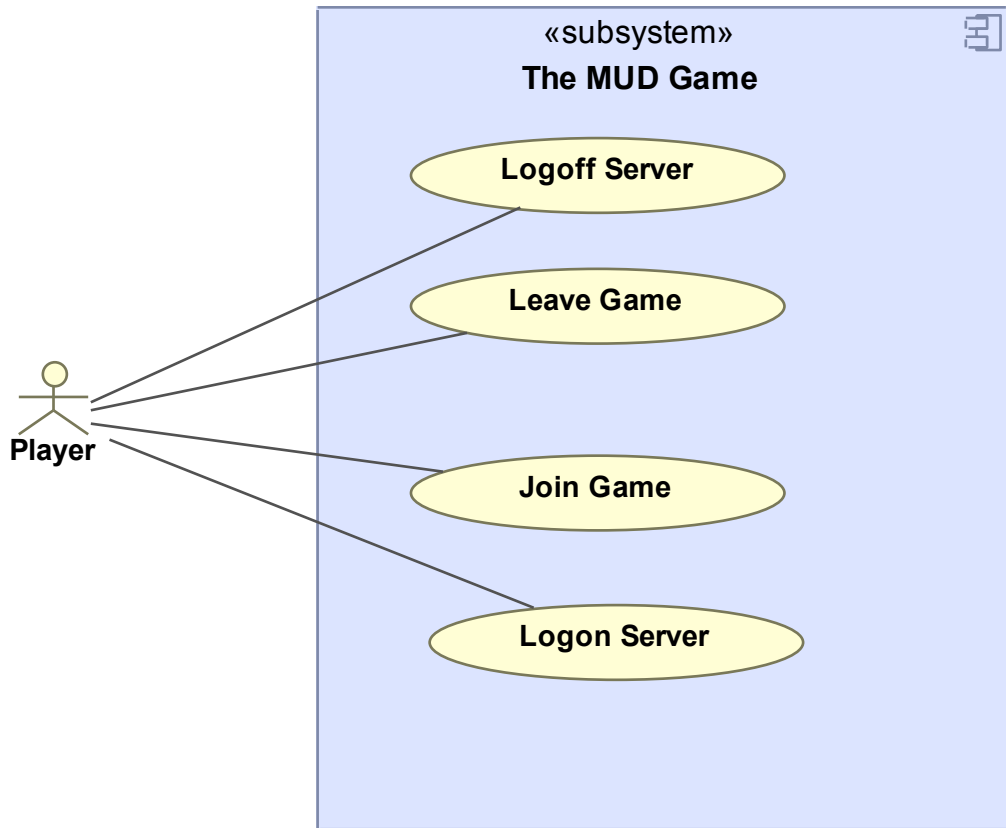 «subsystem»
The MUD Game
Logoff Server
Leave Game
Player
Join Game
Logon Server